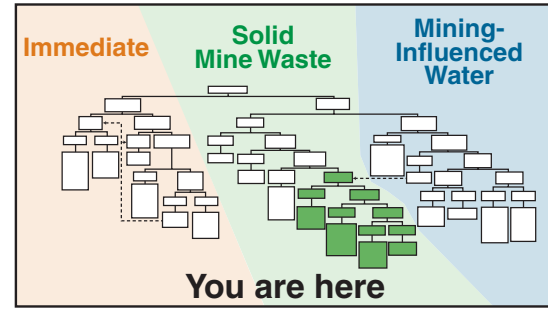 Immediate
Solid
Mine Waste
Mining-
Influenced
Water
You are here